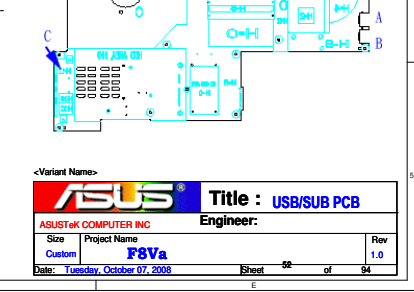 A
B
C
<Variant Name>
5
ASUS®
Title : USB/SUB PCB
ASUSTeK COMPUTER INC
Engineer:
Size
Project Name
Rev
Custom
F8Va
1.0
Date: Tuesday, October 07, 2008
Sheet 52 of 94
E